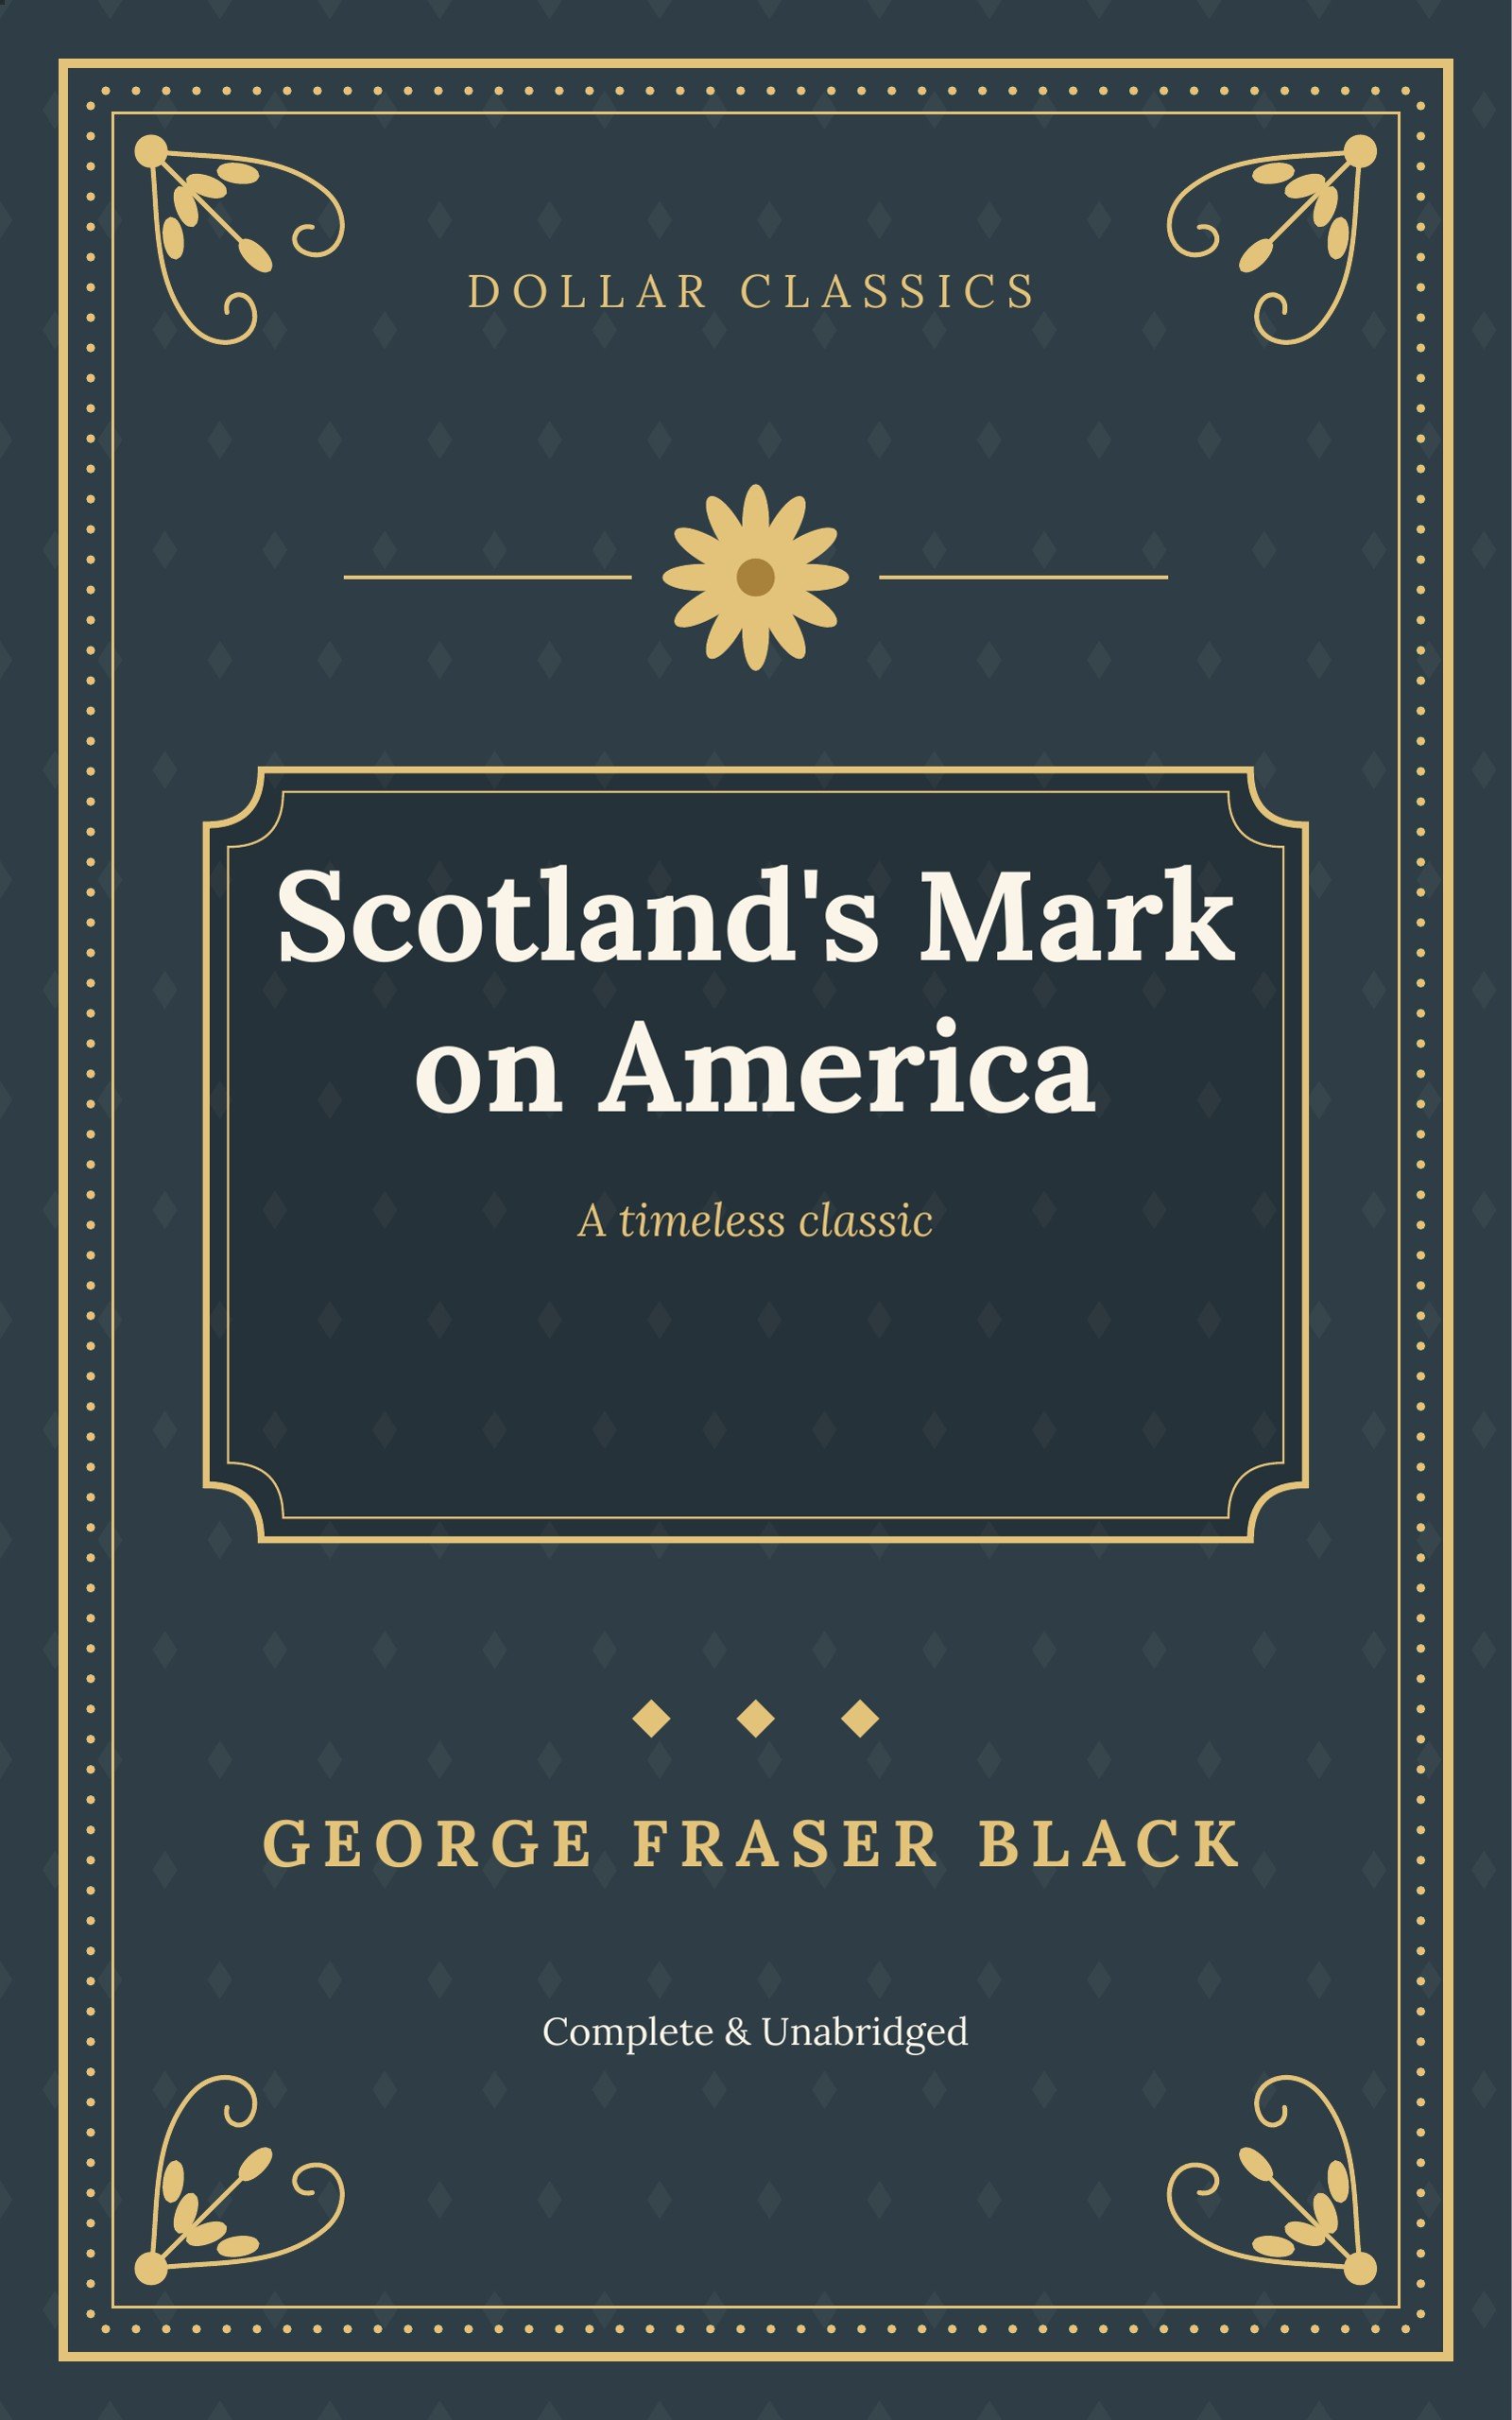 DOLLAR CLASSICS
Scotland's Mark
on America
A timeless classic
GEORGE FRASER BLACK
Complete & Unabridged